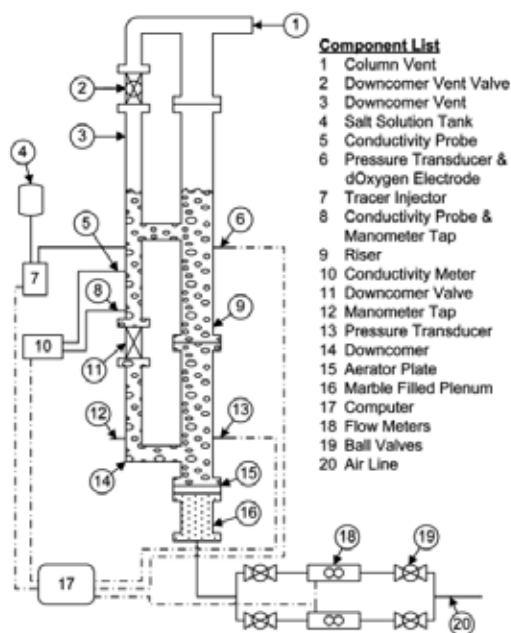 Component List
1 Column Vent
2 Downcomer Vent Valve
3 Downcomer Vent
4 Salt Solution Tank
5 Conductivity Probe
6 Pressure Transducer &
dOxygen Electrode
7 Tracer Injector
8 Conductivity Probe &
Manometer Tap
9 Riser
10 Conductivity Meter
11 Downcomer Valve
12 Manometer Tap
13 Pressure Transducer
14 Downcomer
15 Aerator Plate
16 Marble Filled Plenum
17 Computer
18 Flow Meters
19 Ball Valves
20 Air Line
1
2
3
4
5
6
7
8
9
10
11
12
13
14
15
16
17
18
19
20